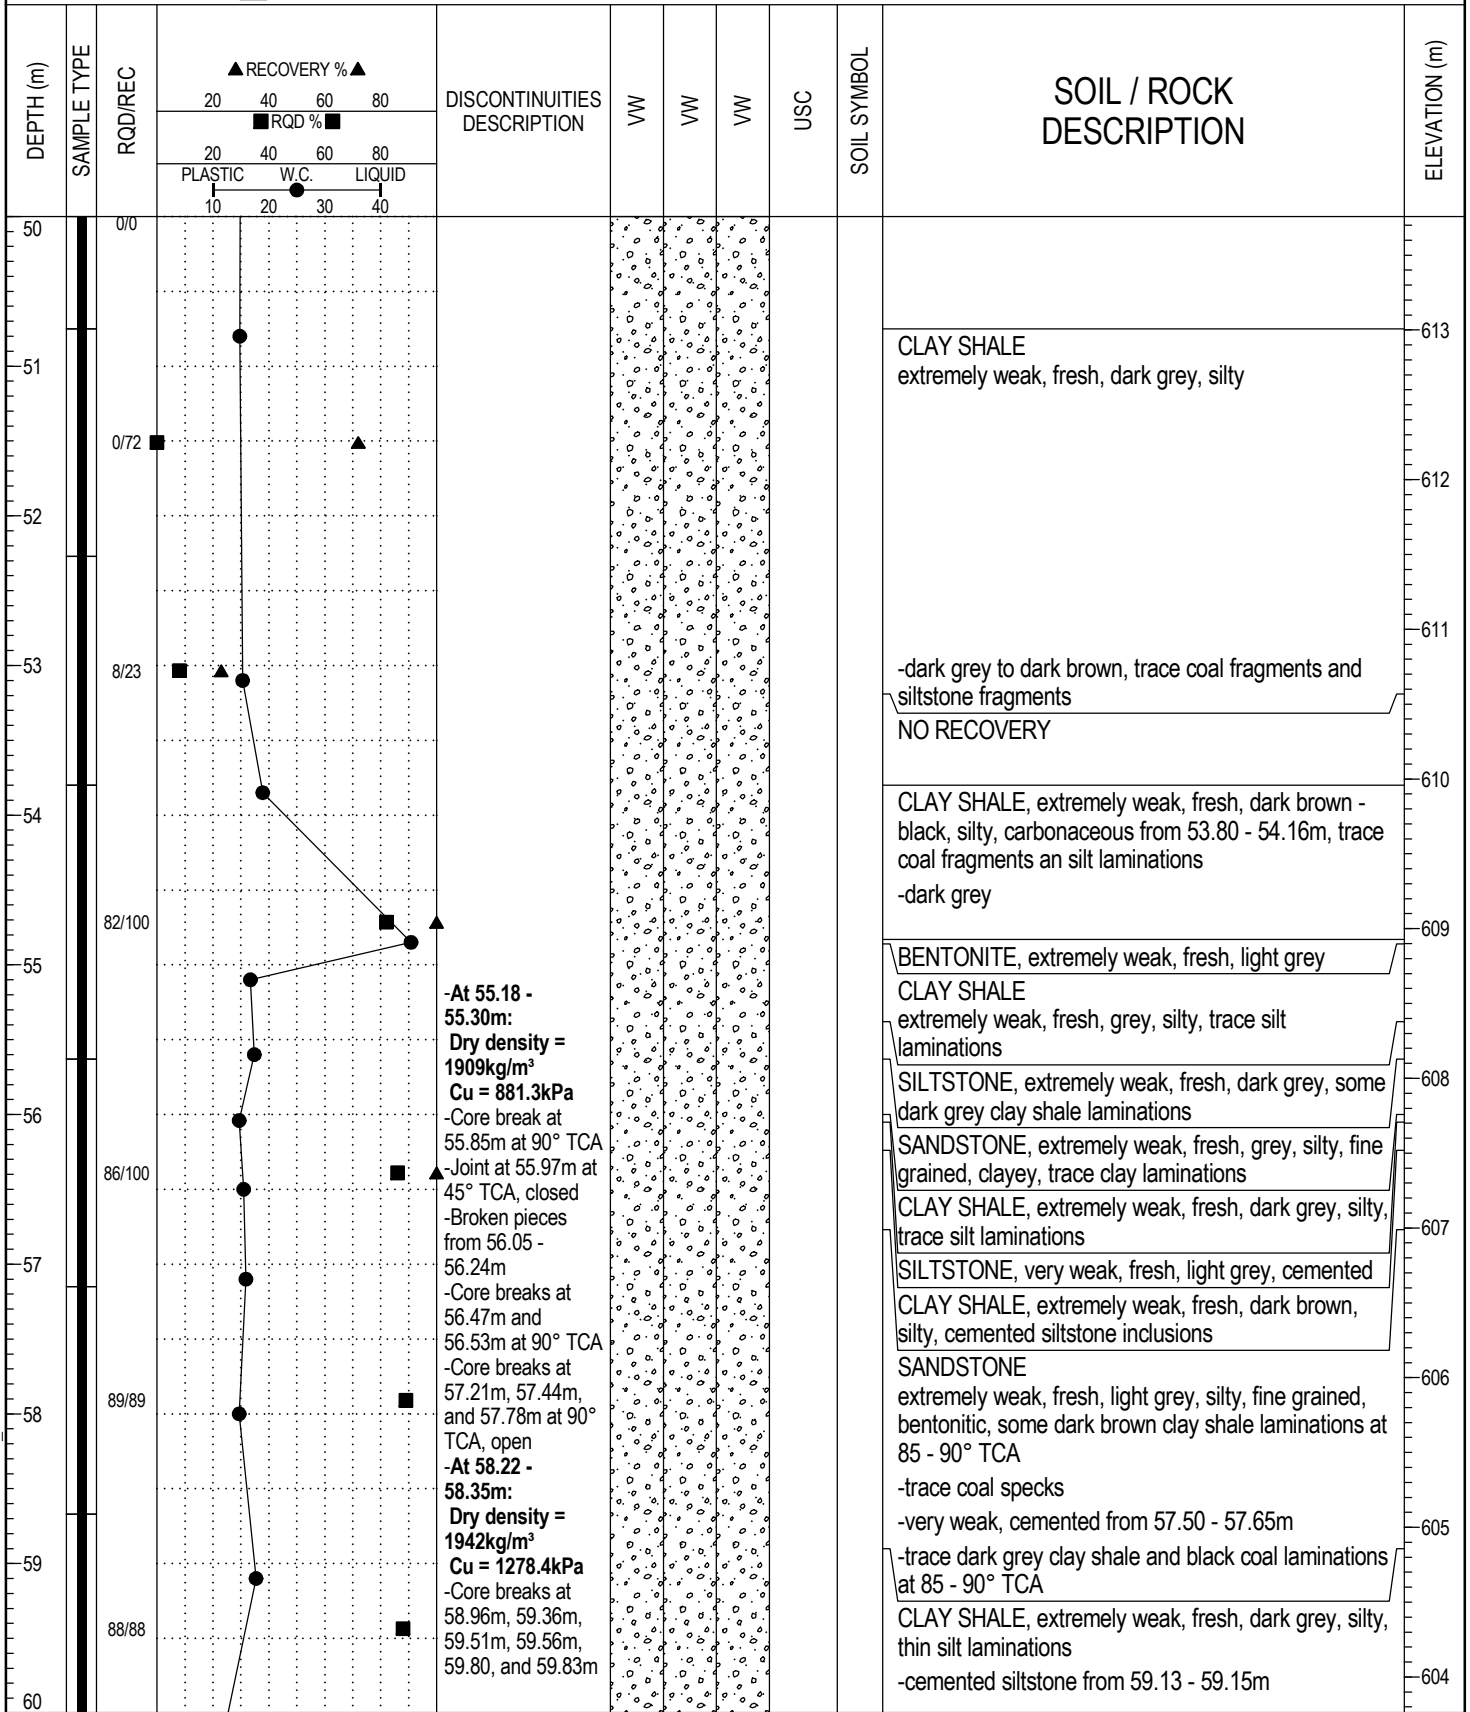 DEPTH (m)
SAMPLE TYPE
RQD/REC
▲ RECOVERY % ▲
20 40 60 80
■ RQD % ■
20 40 60 80
PLASTIC W.C. LIQUID
10 20 30 40
DISCONTINUITIES
DESCRIPTION
VW
VW
VW
USC
SOIL SYMBOL
SOIL / ROCK
DESCRIPTION
ELEVATION (m)
50
51
52
53
54
55
56
57
58
59
60
0/0
0/72
8/23
82/100
86/100
89/89
88/88
-At 55.18 -
55.30m:
Dry density =
1909kg/m³
Cu = 881.3kPa
-Core break at
55.85m at 90° TCA
-Joint at 55.97m at
45° TCA, closed
-Broken pieces
from 56.05 -
56.24m
-Core breaks at
56.47m and
56.53m at 90° TCA
-Core breaks at
57.21m, 57.44m,
and 57.78m at 90°
TCA, open
-At 58.22 -
58.35m:
Dry density =
1942kg/m³
Cu = 1278.4kPa
-Core breaks at
58.96m, 59.36m,
59.51m, 59.56m,
59.80, and 59.83m
CLAY SHALE
extremely weak, fresh, dark grey, silty
-dark grey to dark brown, trace coal fragments and
siltstone fragments
NO RECOVERY
CLAY SHALE, extremely weak, fresh, dark brown -
black, silty, carbonaceous from 53.80 - 54.16m, trace
coal fragments an silt laminations
-dark grey
BENTONITE, extremely weak, fresh, light grey
CLAY SHALE
extremely weak, fresh, grey, silty, trace silt
laminations
SILTSTONE, extremely weak, fresh, dark grey, some
dark grey clay shale laminations
SANDSTONE, extremely weak, fresh, grey, silty, fine
grained, clayey, trace clay laminations
CLAY SHALE, extremely weak, fresh, dark grey, silty,
trace silt laminations
SILTSTONE, very weak, fresh, light grey, cemented
CLAY SHALE, extremely weak, fresh, dark brown,
silty, cemented siltstone inclusions
SANDSTONE
extremely weak, fresh, light grey, silty, fine grained,
bentonitic, some dark brown clay shale laminations at
85 - 90° TCA
-trace coal specks
-very weak, cemented from 57.50 - 57.65m
-trace dark grey clay shale and black coal laminations
at 85 - 90° TCA
CLAY SHALE, extremely weak, fresh, dark grey, silty,
thin silt laminations
-cemented siltstone from 59.13 - 59.15m
613
612
611
610
609
608
607
606
605
604